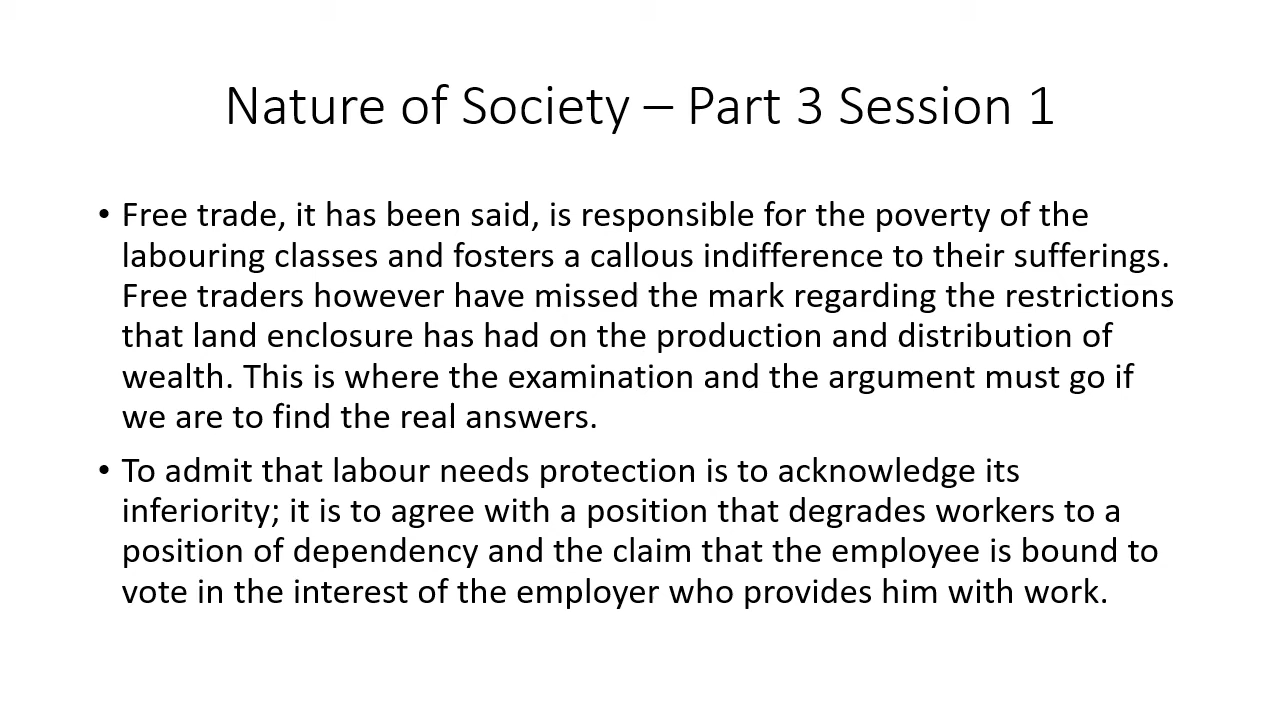 Nature of Society – Part 3 Session 1
• Free trade, it has been said, is responsible for the poverty of the
labouring classes and fosters a callous indifference to their sufferings.
Free traders however have missed the mark regarding the restrictions
that land enclosure has had on the production and distribution of
wealth. This is where the examination and the argument must go if
we are to find the real answers.
• To admit that labour needs protection is to acknowledge its
inferiority; it is to agree with a position that degrades workers to a
position of dependency and the claim that the employee is bound to
vote in the interest of the employer who provides him with work.